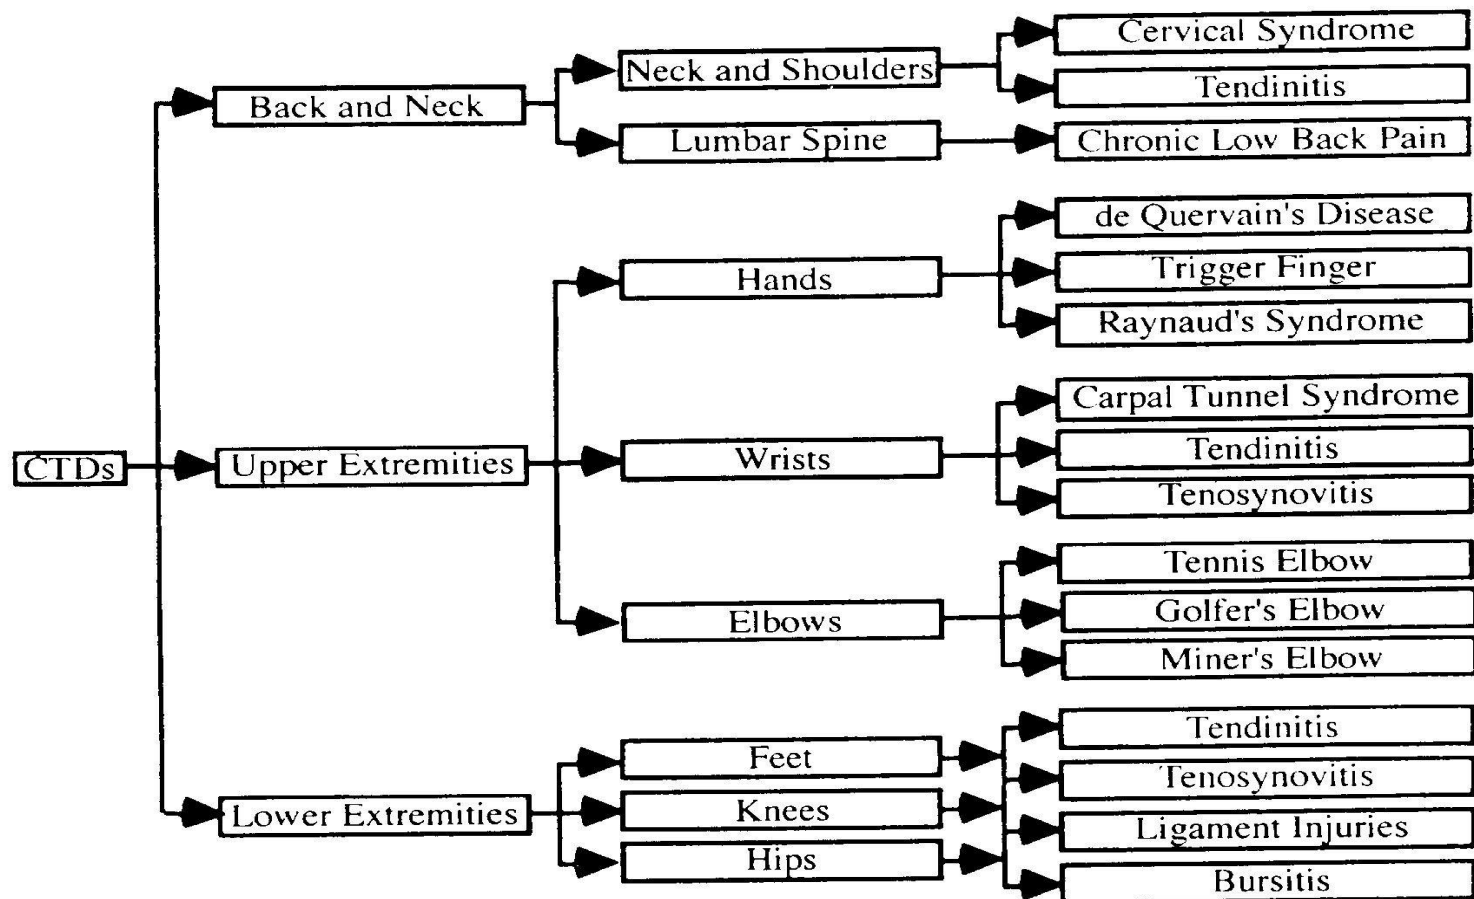 CTDs
Back and Neck
Neck and Shoulders
Cervical Syndrome
Tendinitis
Lumbar Spine
Chronic Low Back Pain
Upper Extremities
Hands
de Quervain's Disease
Trigger Finger
Raynaud's Syndrome
Wrists
Carpal Tunnel Syndrome
Tendinitis
Tenosynovitis
Elbows
Tennis Elbow
Golfer's Elbow
Miner's Elbow
Lower Extremities
Feet
Knees
Hips
Tendinitis
Tenosynovitis
Ligament Injuries
Bursitis